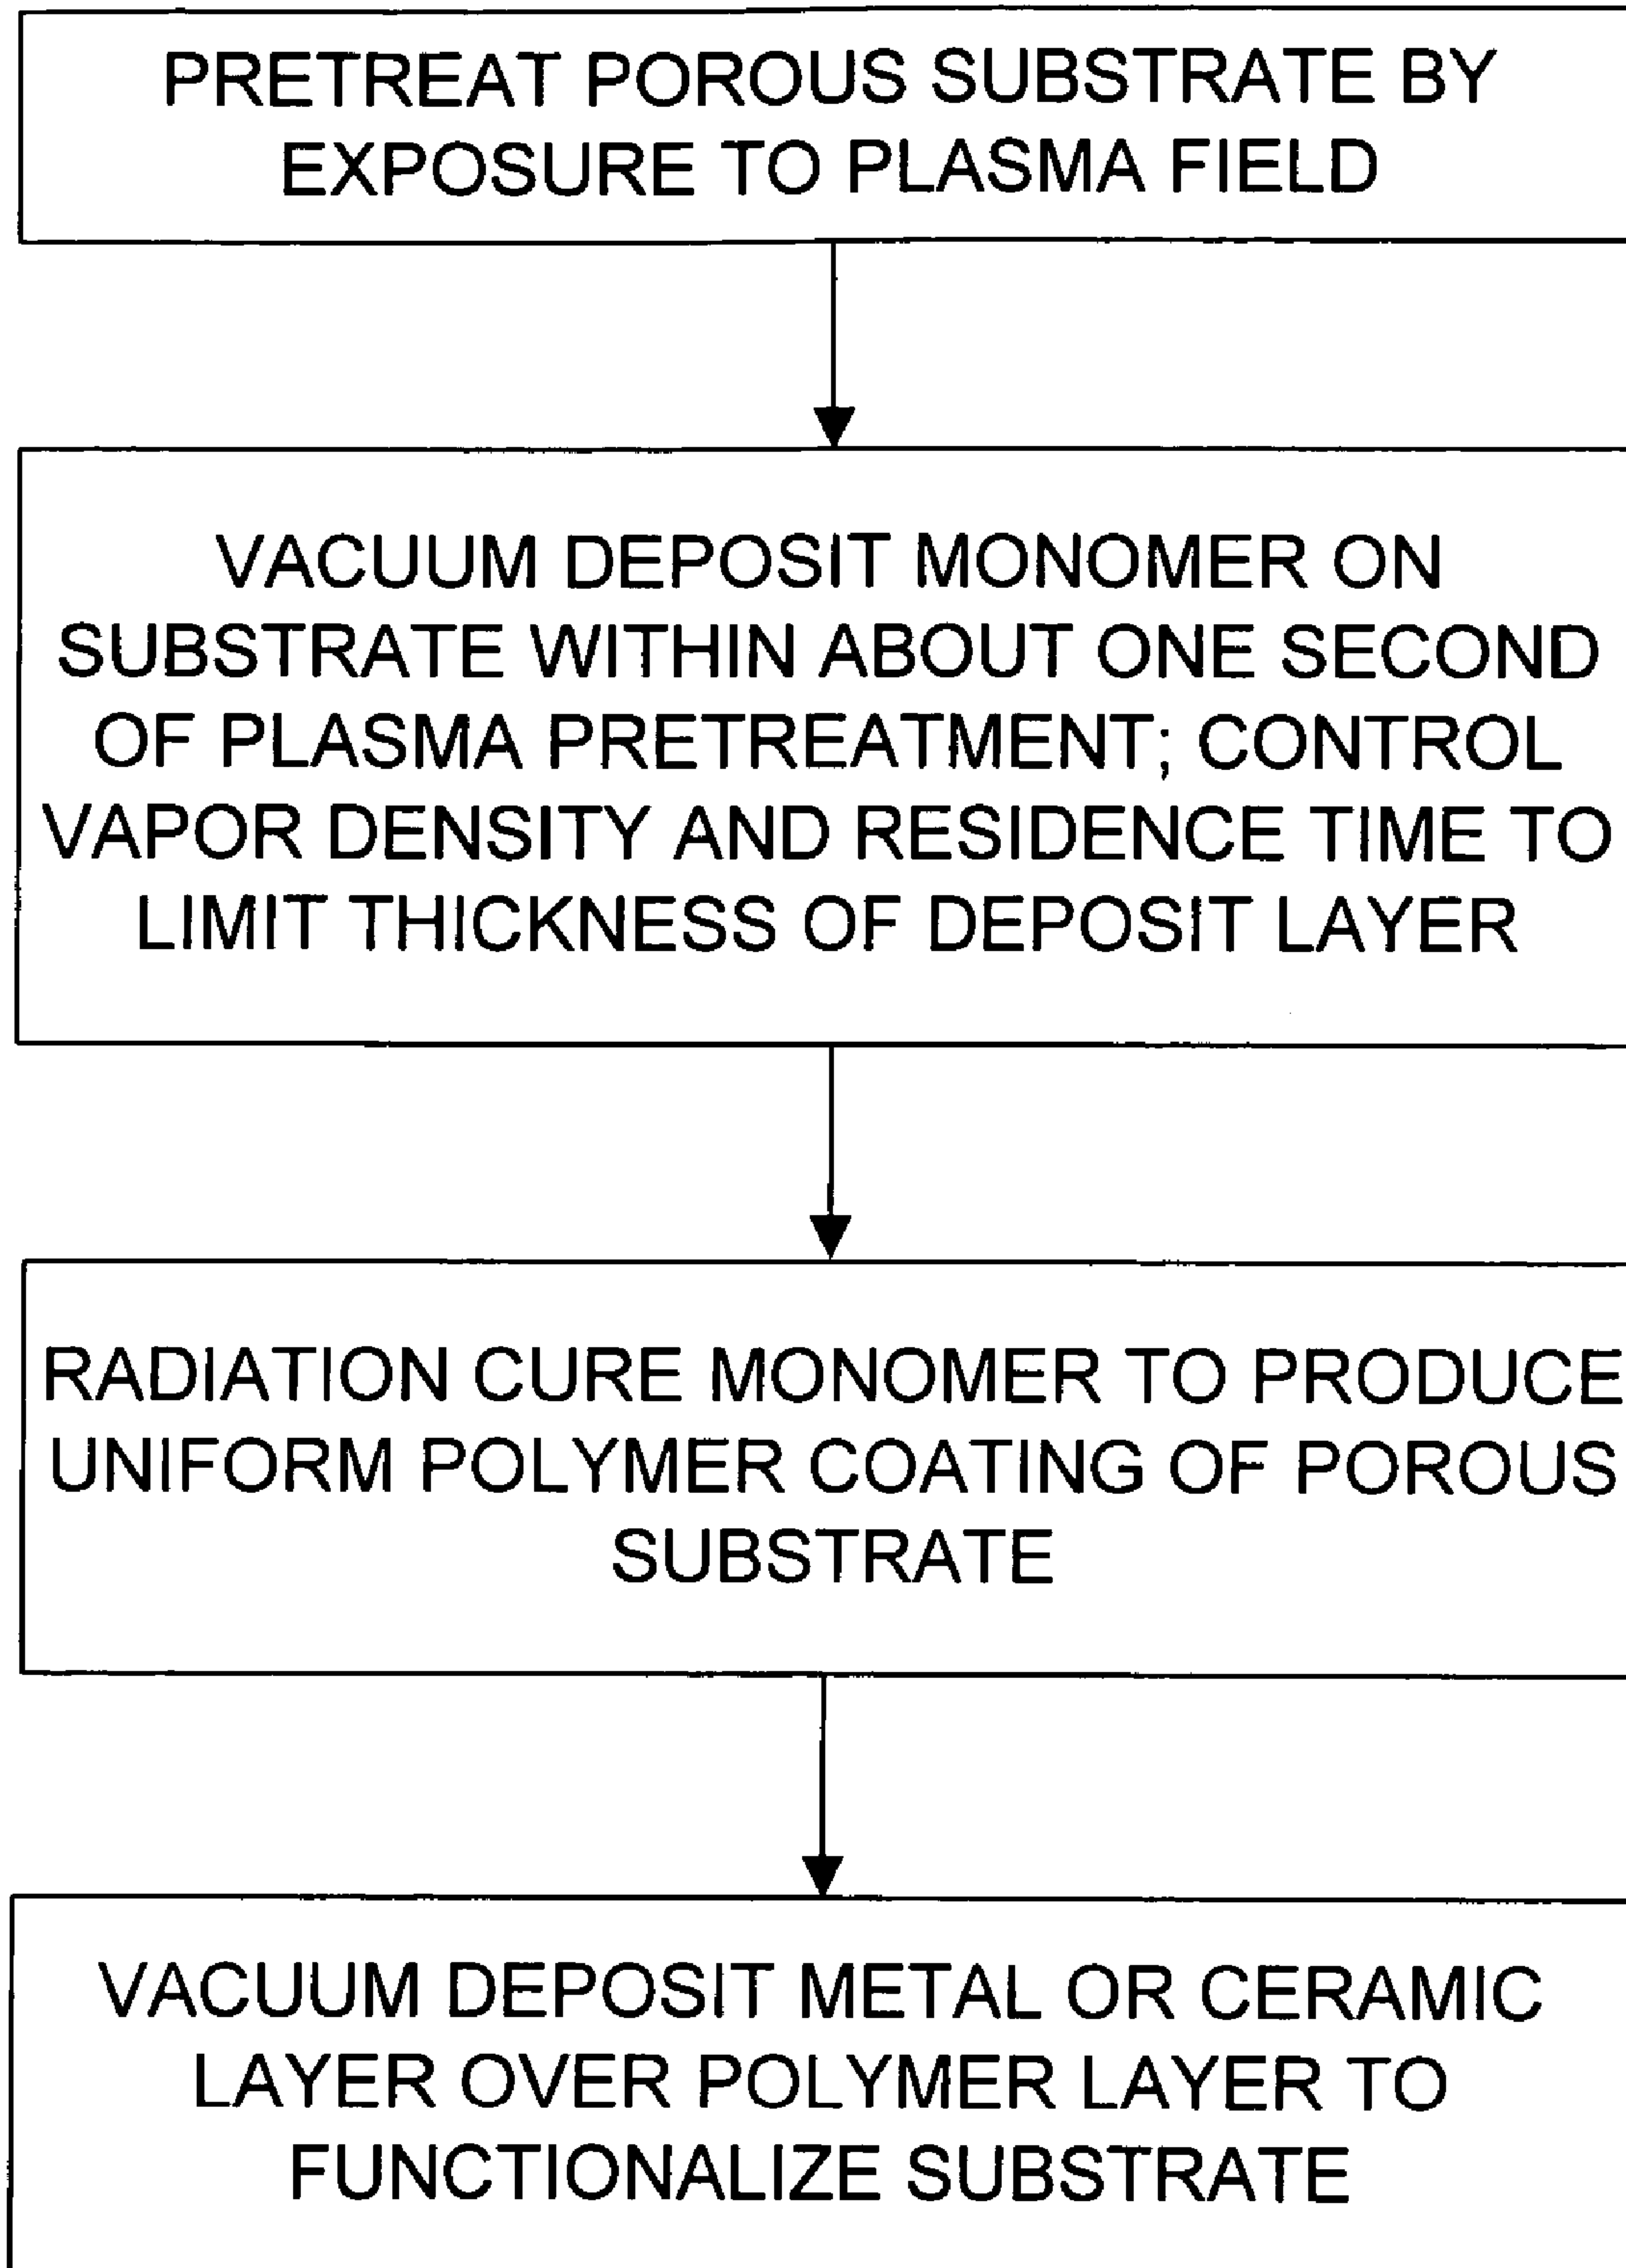 PRETREAT POROUS SUBSTRATE BY
EXPOSURE TO PLASMA FIELD
VACUUM DEPOSIT MONOMER ON
SUBSTRATE WITHIN ABOUT ONE SECOND
OF PLASMA PRETREATMENT; CONTROL
VAPOR DENSITY AND RESIDENCE TIME TO
LIMIT THICKNESS OF DEPOSIT LAYER
RADIATION CURE MONOMER TO PRODUCE
UNIFORM POLYMER COATING OF POROUS
SUBSTRATE
VACUUM DEPOSIT METAL OR CERAMIC
LAYER OVER POLYMER LAYER TO
FUNCTIONALIZE SUBSTRATE